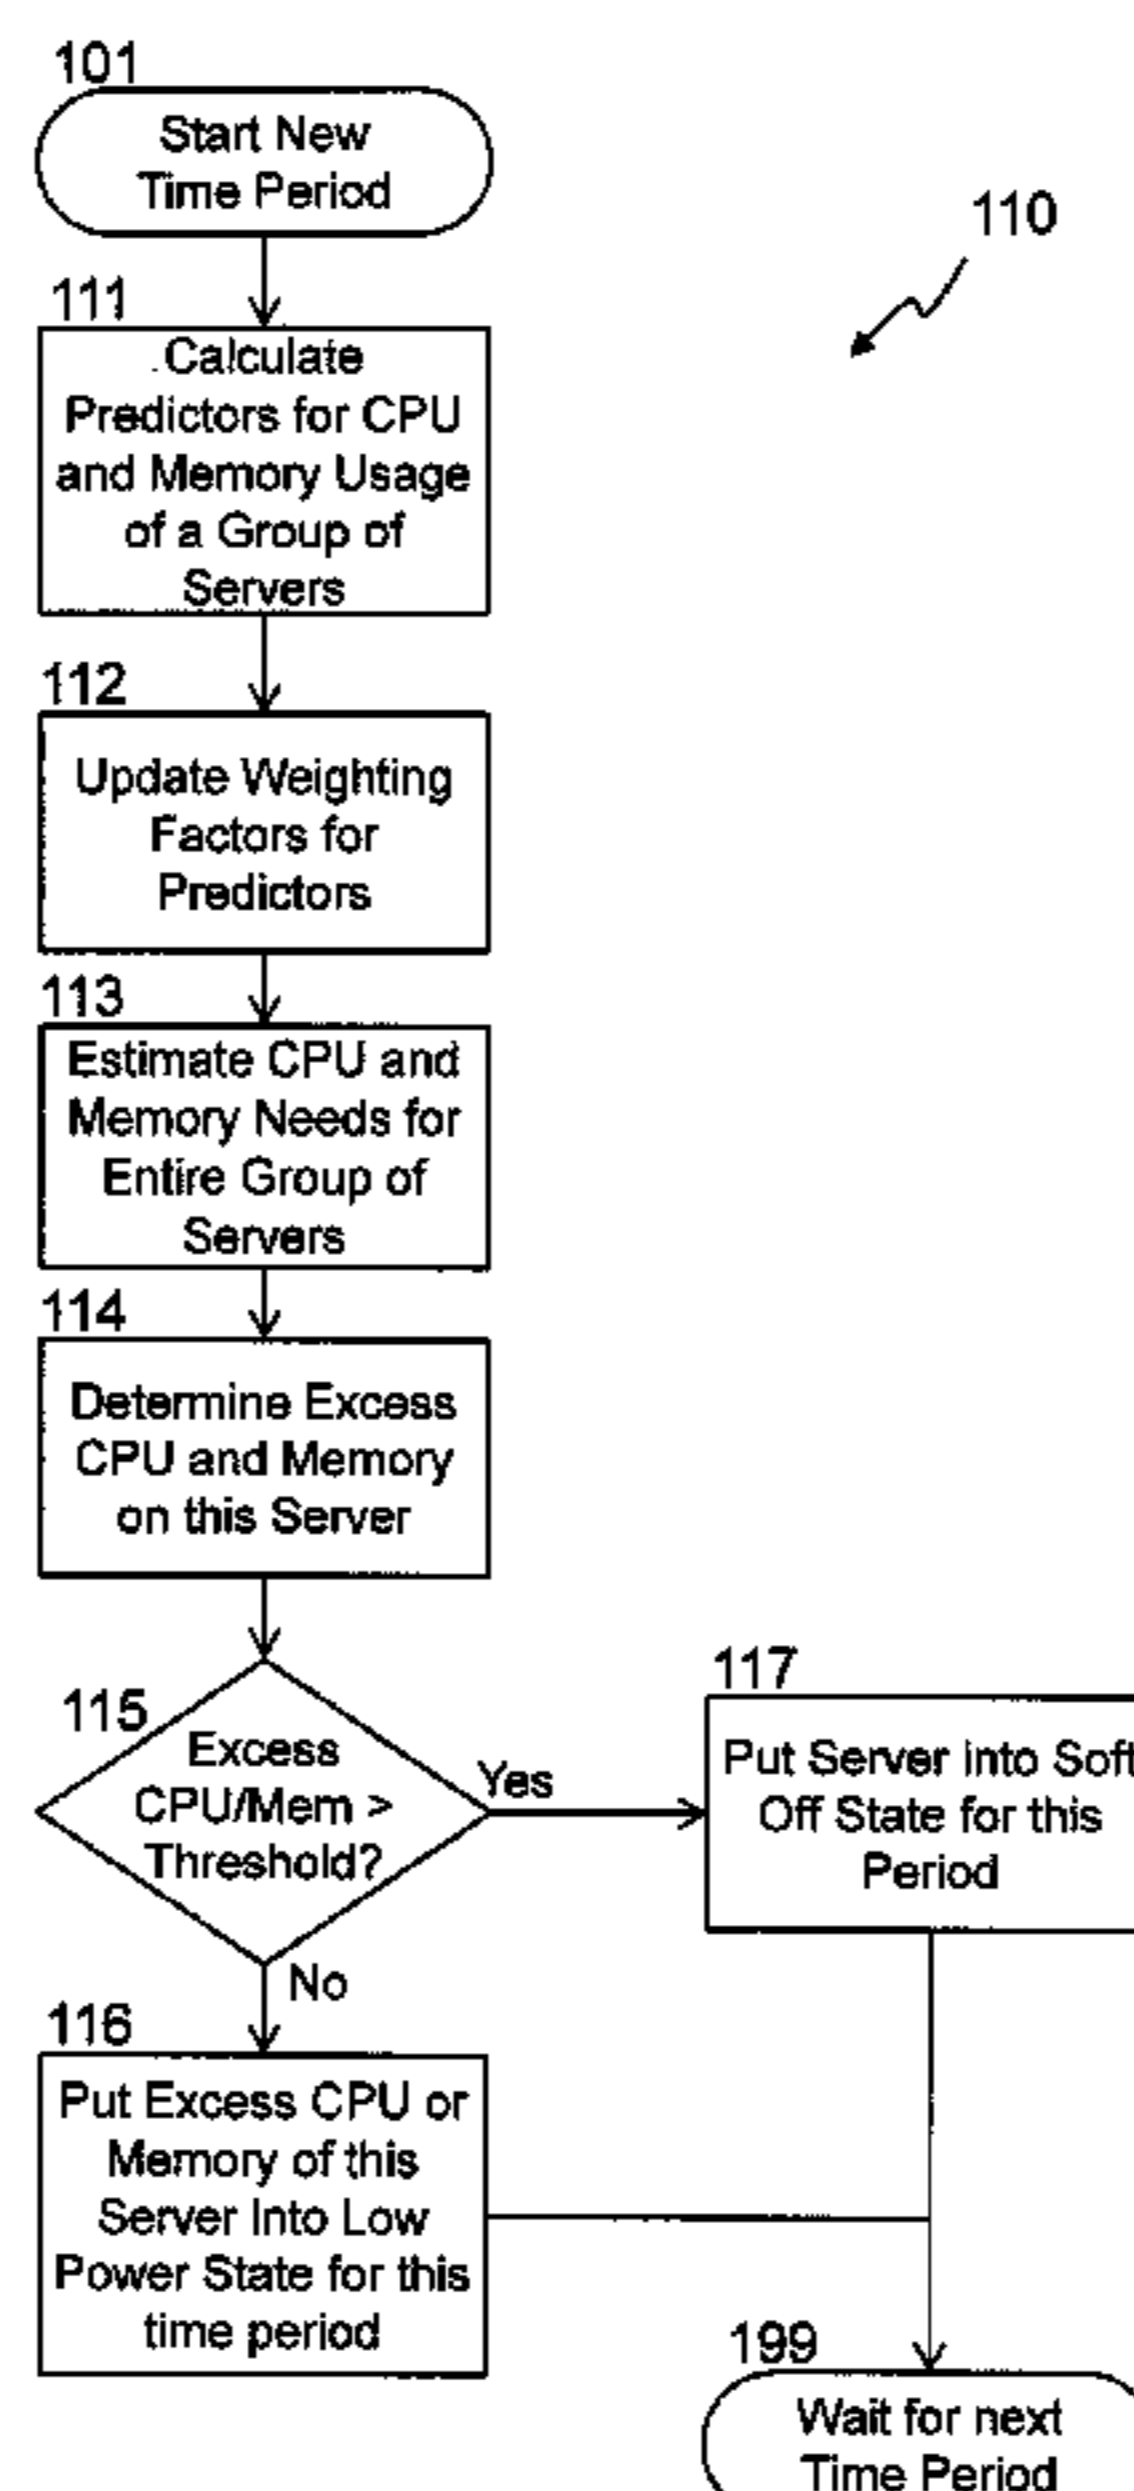 101
Start New
Time Period
110
111
Calculate
Predictors for CPU
and Memory Usage
of a Group of
Servers
112
Update Weighting
Factors for
Predictors
113
Estimate CPU and
Memory Needs for
Entire Group of
Servers
114
Determine Excess
CPU and Memory
on this Server
115
Excess
CPU/Mem >
Threshold?
Yes
117
Put Server Into Soft
Off State for this
Period
No
116
Put Excess CPU or
Memory of this
Server Into Low
Power State for this
time period
199
Wait for next
Time Period